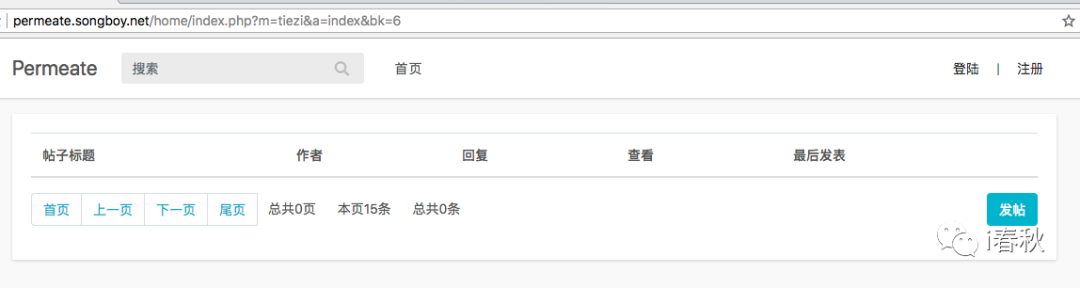 permeate.songboy.net/home/index.php?m=tiezi&a=index&bk=6
Permeate 搜索 首页 登陆 | 注册
帖子标题 作者 回复 查看 最后发表
首页 上一页 下一页 尾页 总共0页 本页15条 总共0条 发帖
i春秋